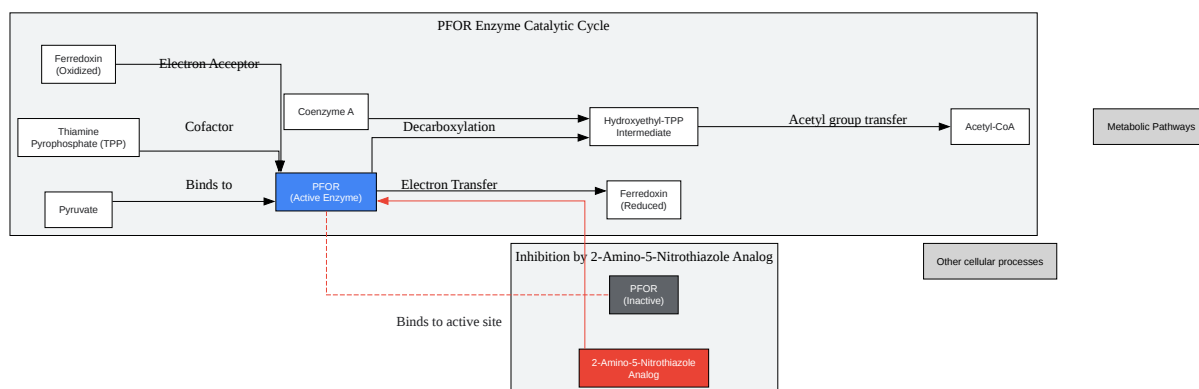 PFOR Enzyme Catalytic Cycle
Ferredoxin
(Oxidized)
Electron Acceptor
Coenzyme A
Thiamine
Pyrophosphate (TPP)
Cofactor
Decarboxylation
Hydroxyethyl-TPP
Intermediate
Acetyl group transfer
Acetyl-CoA
Metabolic Pathways
Pyruvate
Binds to
PFOR
(Active Enzyme)
Electron Transfer
Ferredoxin
(Reduced)
Inhibition by 2-Amino-5-Nitrothiazole Analog
Other cellular processes
PFOR
(Inactive)
Binds to active site
2-Amino-5-Nitrothiazole
Analog